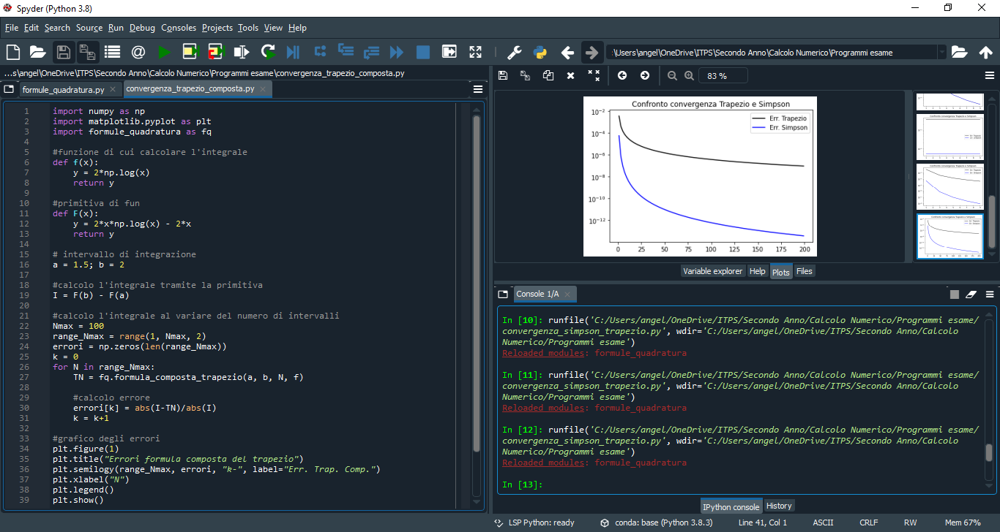 Spyder (Python 3.8)
File Edit Search Source Run Debug Consoles Projects Tools View Help
:\Users\angel\OneDrive\ITPS\Secondo Anno\Calcolo Numerico\Programmi esame
...s\angel\OneDrive\ITPS\Secondo Anno\Calcolo Numerico\Programmi esame\convergenza_trapezio_composta.py
formule_quadratura.py convergenza_trapezio_composta.py
1 import numpy as np
2 import matplotlib.pyplot as plt
3 import formule_quadratura as fq
4
5 #funzione di cui calcolare l'integrale
6 def f(x):
7     y = 2*np.log(x)
8     return y
9
10 #primitiva di fun
11 def F(x):
12     y = 2*x*np.log(x) - 2*x
13     return y
14
15 # intervallo di integrazione
16 a = 1.5; b = 2
17
18 #calcolo l'integrale tramite la primitiva
19 I = F(b) - F(a)
20
21 #calcolo l'integrale al variare del numero di intervalli
22 Nmax = 100
23 range_Nmax = range(1, Nmax, 2)
24 errori = np.zeros(len(range_Nmax))
25 k = 0
26 for N in range_Nmax:
27     TN = fq.formula_composta_trapezio(a, b, N, f)
28
29     #calcolo errore
30     errori[k] = abs(I-TN)/abs(I)
31     k = k+1
32
33 #grafico degli errori
34 plt.figure(1)
35 plt.title("Errori formula composta del trapezio")
36 plt.semilogy(range_Nmax, errori, "k-", label="Err. Trap. Comp.")
37 plt.xlabel("N")
38 plt.legend()
39 plt.show()
83 %
Confronto convergenza Trapezio e Simpson
Err. Trapezio
Err. Simpson
10⁻²
10⁻⁴
10⁻⁶
10⁻⁸
10⁻¹⁰
10⁻¹²
0 25 50 75 100 125 150 175 200
Variable explorer Help Plots Files
Console 1/A
In [10]: runfile('C:/Users/angel/OneDrive/ITPS/Secondo Anno/Calcolo Numerico/Programmi esame/
convergenza_simpson_trapezio.py', wdir='C:/Users/angel/OneDrive/ITPS/Secondo Anno/Calcolo
Numerico/Programmi esame')
Reloaded modules: formule_quadratura
In [11]: runfile('C:/Users/angel/OneDrive/ITPS/Secondo Anno/Calcolo Numerico/Programmi esame/
convergenza_simpson_trapezio.py', wdir='C:/Users/angel/OneDrive/ITPS/Secondo Anno/Calcolo
Numerico/Programmi esame')
Reloaded modules: formule_quadratura
In [12]: runfile('C:/Users/angel/OneDrive/ITPS/Secondo Anno/Calcolo Numerico/Programmi esame/
convergenza_simpson_trapezio.py', wdir='C:/Users/angel/OneDrive/ITPS/Secondo Anno/Calcolo
Numerico/Programmi esame')
Reloaded modules: formule_quadratura
In [13]:
IPython console History
LSP Python: ready conda: base (Python 3.8.3) Line 41, Col 1 ASCII CRLF RW Mem 67%